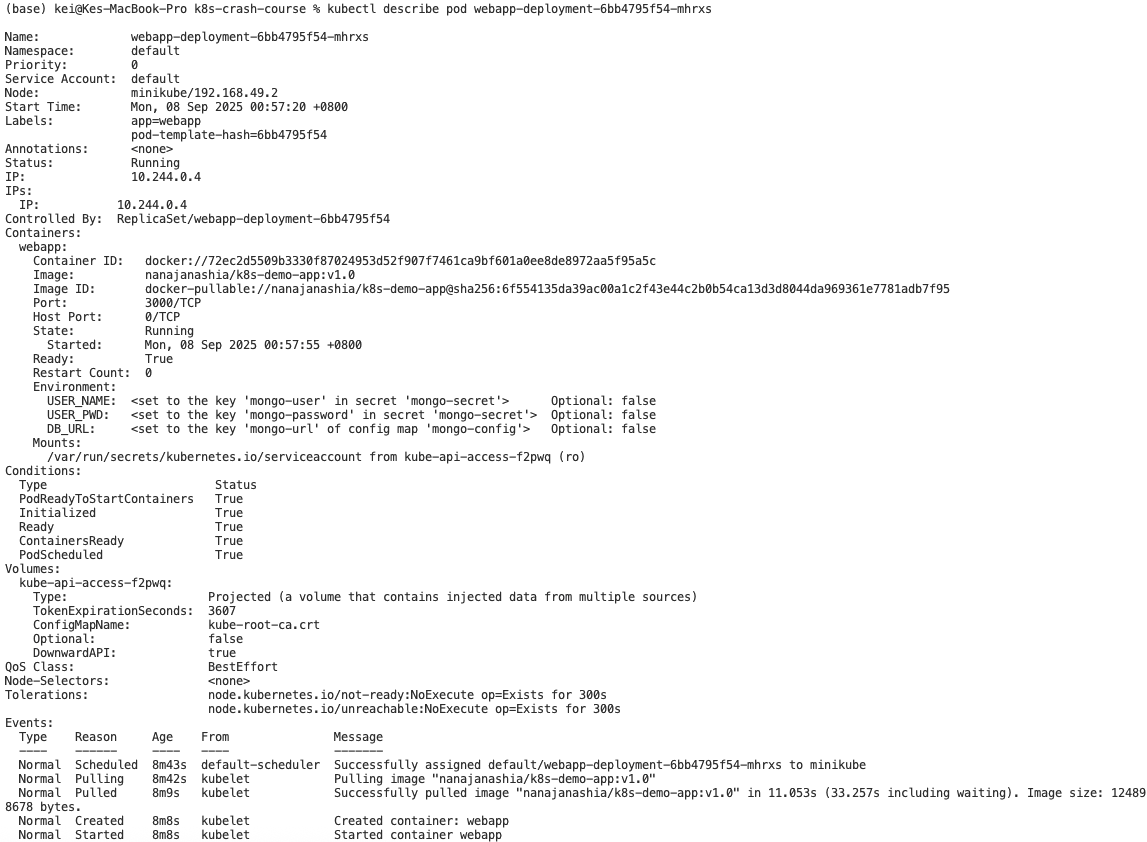 (base) kei@Kes-MacBook-Pro k8s-crash-course % kubectl describe pod webapp-deployment-6bb4795f54-mhrxs
Name:             webapp-deployment-6bb4795f54-mhrxs
Namespace:        default
Priority:         0
Service Account:  default
Node:             minikube/192.168.49.2
Start Time:       Mon, 08 Sep 2025 00:57:20 +0800
Labels:           app=webapp
                  pod-template-hash=6bb4795f54
Annotations:      <none>
Status:           Running
IP:               10.244.0.4
IPs:
  IP:           10.244.0.4
Controlled By:  ReplicaSet/webapp-deployment-6bb4795f54
Containers:
  webapp:
    Container ID:   docker://72ec2d5509b3330f87024953d52f907f7461ca9bf601a0ee8de8972aa5f95a5c
    Image:          nanajanashia/k8s-demo-app:v1.0
    Image ID:       docker-pullable://nanajanashia/k8s-demo-app@sha256:6f554135da39ac00a1c2f43e44c2b0b54ca13d3d8044da969361e7781adb7f95
    Port:           3000/TCP
    Host Port:      0/TCP
    State:          Running
      Started:      Mon, 08 Sep 2025 00:57:55 +0800
    Ready:          True
    Restart Count:  0
    Environment:
      USER_NAME:  <set to the key 'mongo-user' in secret 'mongo-secret'>      Optional: false
      USER_PWD:   <set to the key 'mongo-password' in secret 'mongo-secret'>  Optional: false
      DB_URL:     <set to the key 'mongo-url' of config map 'mongo-config'>   Optional: false
    Mounts:
      /var/run/secrets/kubernetes.io/serviceaccount from kube-api-access-f2pwq (ro)
Conditions:
  Type                        Status
  PodReadyToStartContainers   True
  Initialized                 True
  Ready                       True
  ContainersReady             True
  PodScheduled                True
Volumes:
  kube-api-access-f2pwq:
    Type:                    Projected (a volume that contains injected data from multiple sources)
    TokenExpirationSeconds:  3607
    ConfigMapName:           kube-root-ca.crt
    Optional:                false
    DownwardAPI:             true
QoS Class:                   BestEffort
Node-Selectors:              <none>
Tolerations:                 node.kubernetes.io/not-ready:NoExecute op=Exists for 300s
                             node.kubernetes.io/unreachable:NoExecute op=Exists for 300s
Events:
  Type    Reason     Age    From               Message
  ----    ------     ----   ----               -------
  Normal  Scheduled  8m43s  default-scheduler  Successfully assigned default/webapp-deployment-6bb4795f54-mhrxs to minikube
  Normal  Pulling    8m42s  kubelet            Pulling image "nanajanashia/k8s-demo-app:v1.0"
  Normal  Pulled     8m9s   kubelet            Successfully pulled image "nanajanashia/k8s-demo-app:v1.0" in 11.053s (33.257s including waiting). Image size: 12489
8678 bytes.
  Normal  Created    8m8s   kubelet            Created container: webapp
  Normal  Started    8m8s   kubelet            Started container webapp